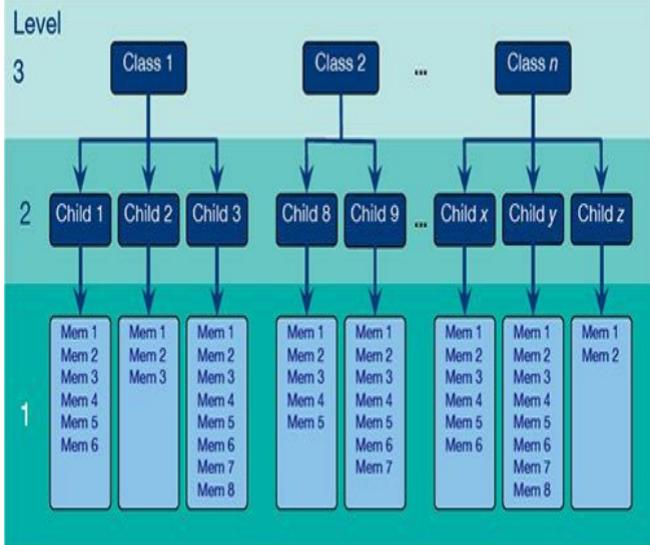 Level
3
Class 1
Class 2
...
Class n
2
Child 1
Child 2
Child 3
Child 8
Child 9
...
Child x
Child y
Child z
1
Mem 1
Mem 2
Mem 3
Mem 4
Mem 5
Mem 6
Mem 1
Mem 2
Mem 3
Mem 1
Mem 2
Mem 3
Mem 4
Mem 5
Mem 6
Mem 7
Mem 8
Mem 1
Mem 2
Mem 3
Mem 4
Mem 5
Mem 1
Mem 2
Mem 3
Mem 4
Mem 5
Mem 6
Mem 7
Mem 1
Mem 2
Mem 3
Mem 4
Mem 5
Mem 6
Mem 1
Mem 2
Mem 3
Mem 4
Mem 5
Mem 6
Mem 7
Mem 8
Mem 1
Mem 2